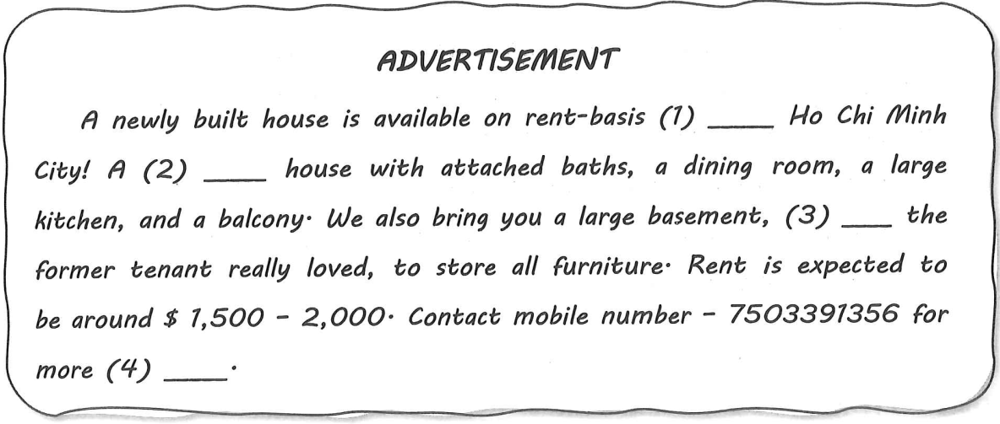 ADVERTISEMENT
A newly built house is available on rent-basis (1) _____ Ho Chi Minh
City! A (2) _____ house with attached baths, a dining room, a large
kitchen, and a balcony. We also bring you a large basement, (3) ____ the
former tenant really loved, to store all furniture. Rent is expected to
be around $ 1,500 - 2,000. Contact mobile number - 7503391356 for
more (4) _____.